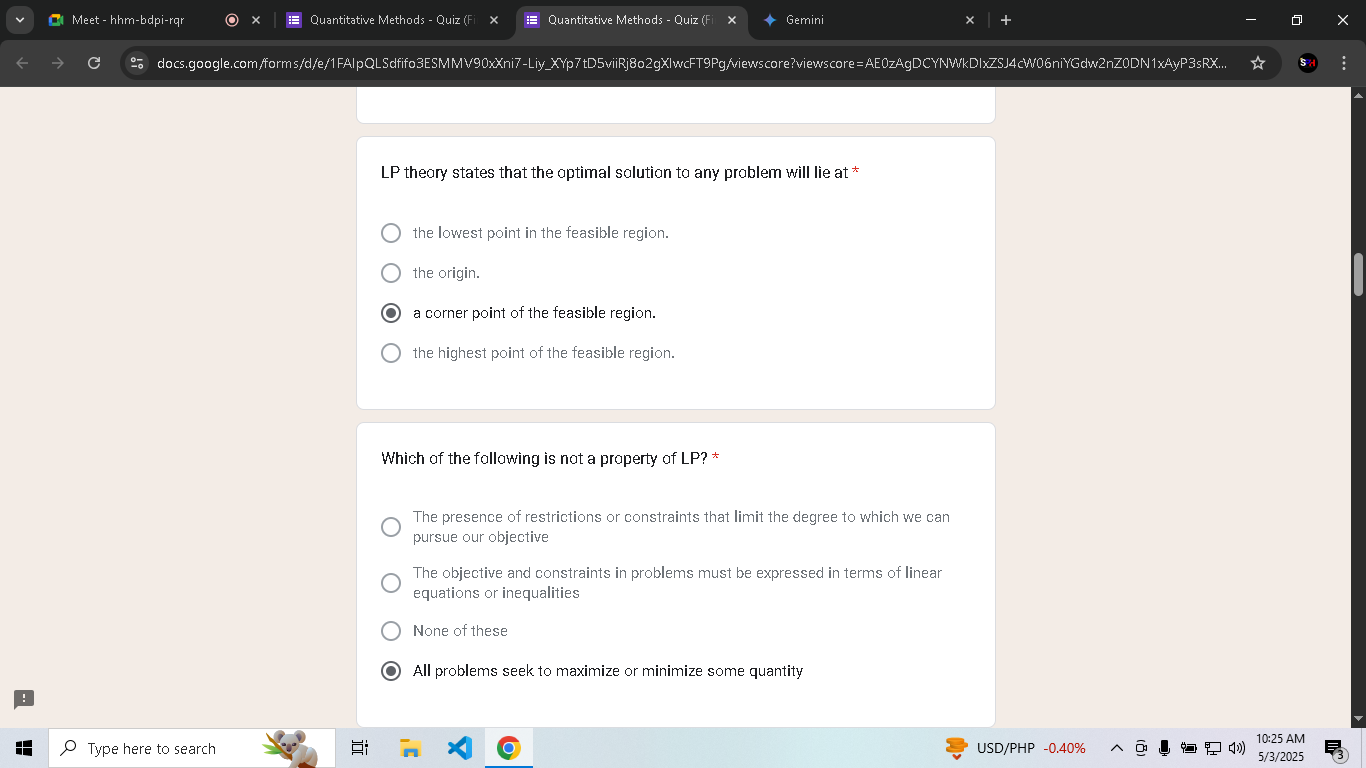 Meet - hhm-bdpi-rqr
Quantitative Methods - Quiz (Fi
Quantitative Methods - Quiz (Fi
Gemini
docs.google.com/forms/d/e/1FAIpQLSdfifo3ESMMV90xXni7-Liy_XYp7tD5viiRj8o2gXlwcFT9Pg/viewscore?viewscore=AE0zAgDCYNWkDlxZSJ4cW06niYGdw2nZ0DN1xAyP3sRX...
LP theory states that the optimal solution to any problem will lie at *
the lowest point in the feasible region.
the origin.
a corner point of the feasible region.
the highest point of the feasible region.
Which of the following is not a property of LP? *
The presence of restrictions or constraints that limit the degree to which we can
pursue our objective
The objective and constraints in problems must be expressed in terms of linear
equations or inequalities
None of these
All problems seek to maximize or minimize some quantity
Type here to search
USD/PHP -0.40%
10:25 AM
5/3/2025
3